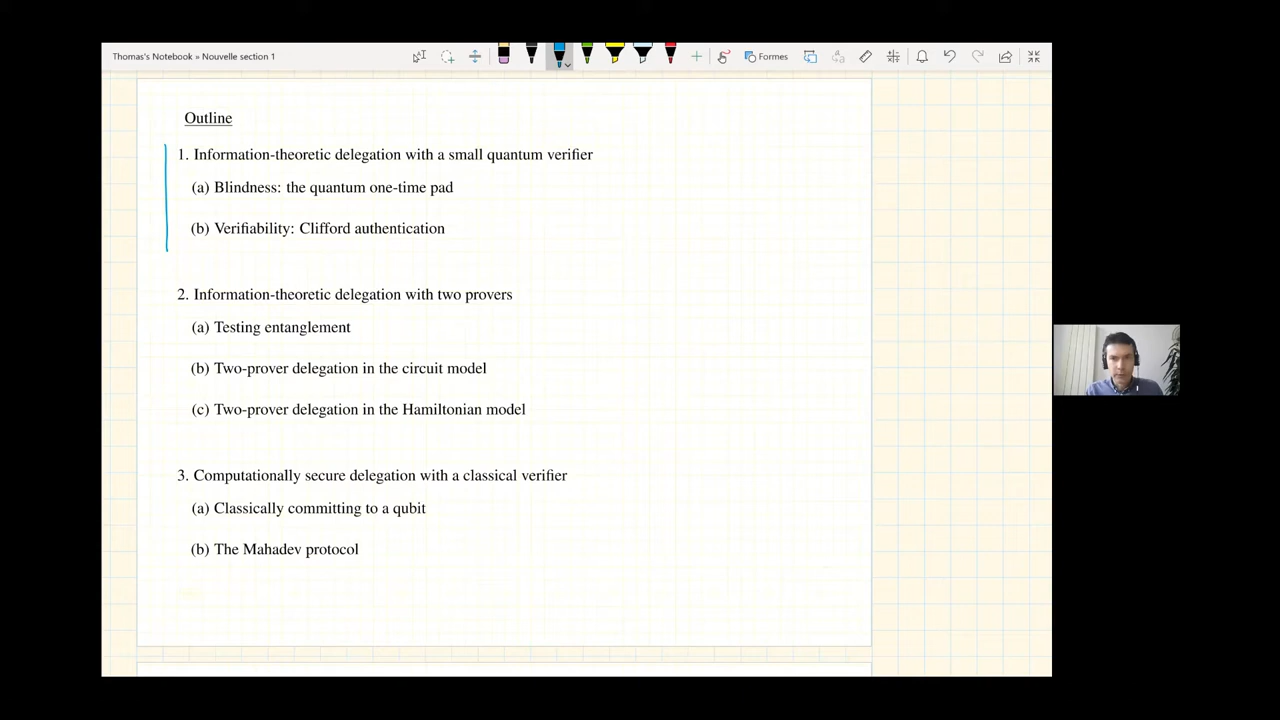 Thomas's Notebook » Nouvelle section 1
Formes
Outline
1. Information-theoretic delegation with a small quantum verifier
(a) Blindness: the quantum one-time pad
(b) Verifiability: Clifford authentication
2. Information-theoretic delegation with two provers
(a) Testing entanglement
(b) Two-prover delegation in the circuit model
(c) Two-prover delegation in the Hamiltonian model
3. Computationally secure delegation with a classical verifier
(a) Classically committing to a qubit
(b) The Mahadev protocol